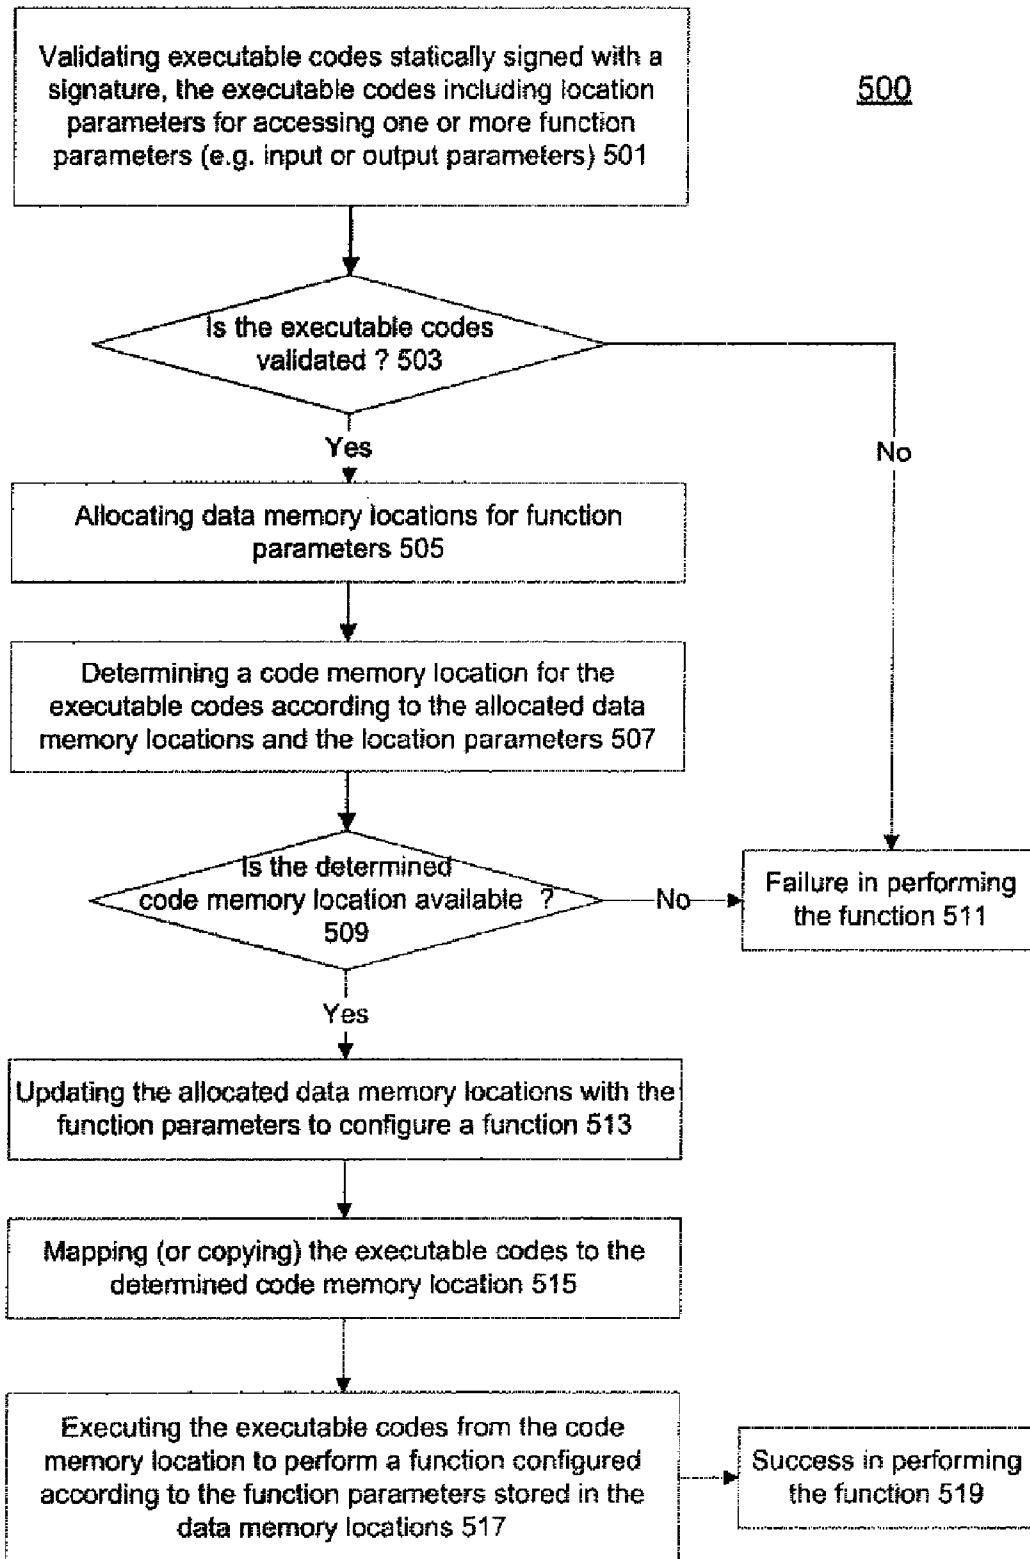 Validating executable codes statically signed with a
signature, the executable codes including location
parameters for accessing one or more function
parameters (e.g. input or output parameters) 501
500
Is the executable codes
validated ? 503
Yes
No
Allocating data memory locations for function
parameters 505
Determining a code memory location for the
executable codes according to the allocated data
memory locations and the location parameters 507
Is the determined
code memory location available ?
509
No
Failure in performing
the function 511
Yes
Updating the allocated data memory locations with the
function parameters to configure a function 513
Mapping (or copying) the executable codes to the
determined code memory location 515
Executing the executable codes from the code
memory location to perform a function configured
according to the function parameters stored in the
data memory locations 517
Success in performing
the function 519